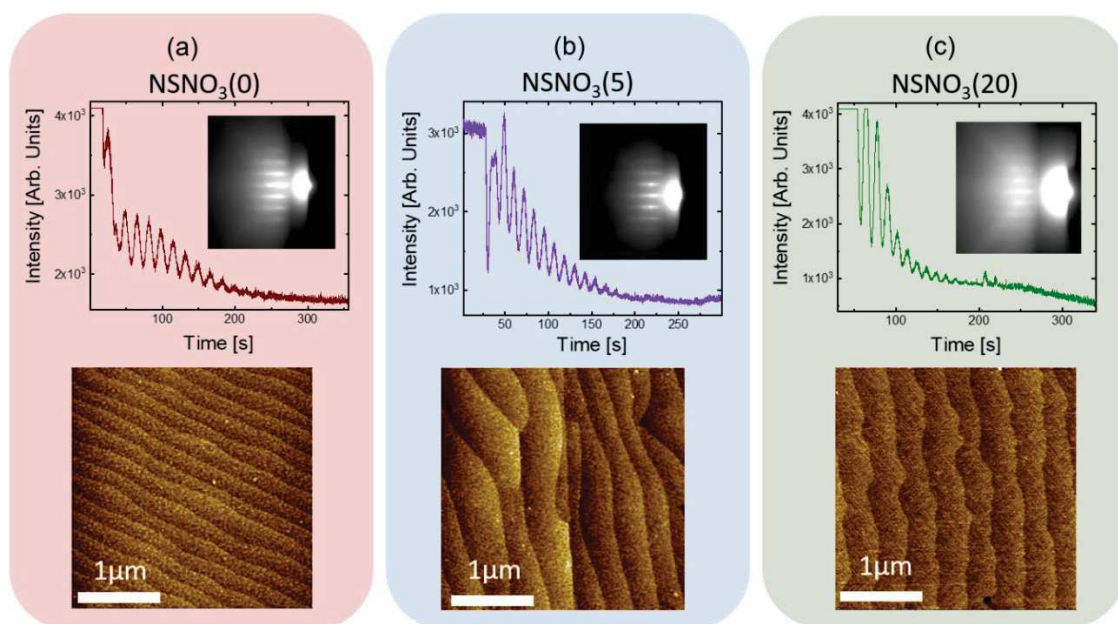 (a)
NSNO₃(0)
Intensity [Arb. Units]
4x10³
3x10³
2x10³
100
200
300
Time [s]
1µm
(b)
NSNO₃(5)
Intensity [Arb. Units]
3x10³
2x10³
1x10³
50
100
150
200
250
Time [s]
1µm
(c)
NSNO₃(20)
Intensity [Arb. Units]
4x10³
3x10³
2x10³
1x10³
100
200
300
Time [s]
1µm